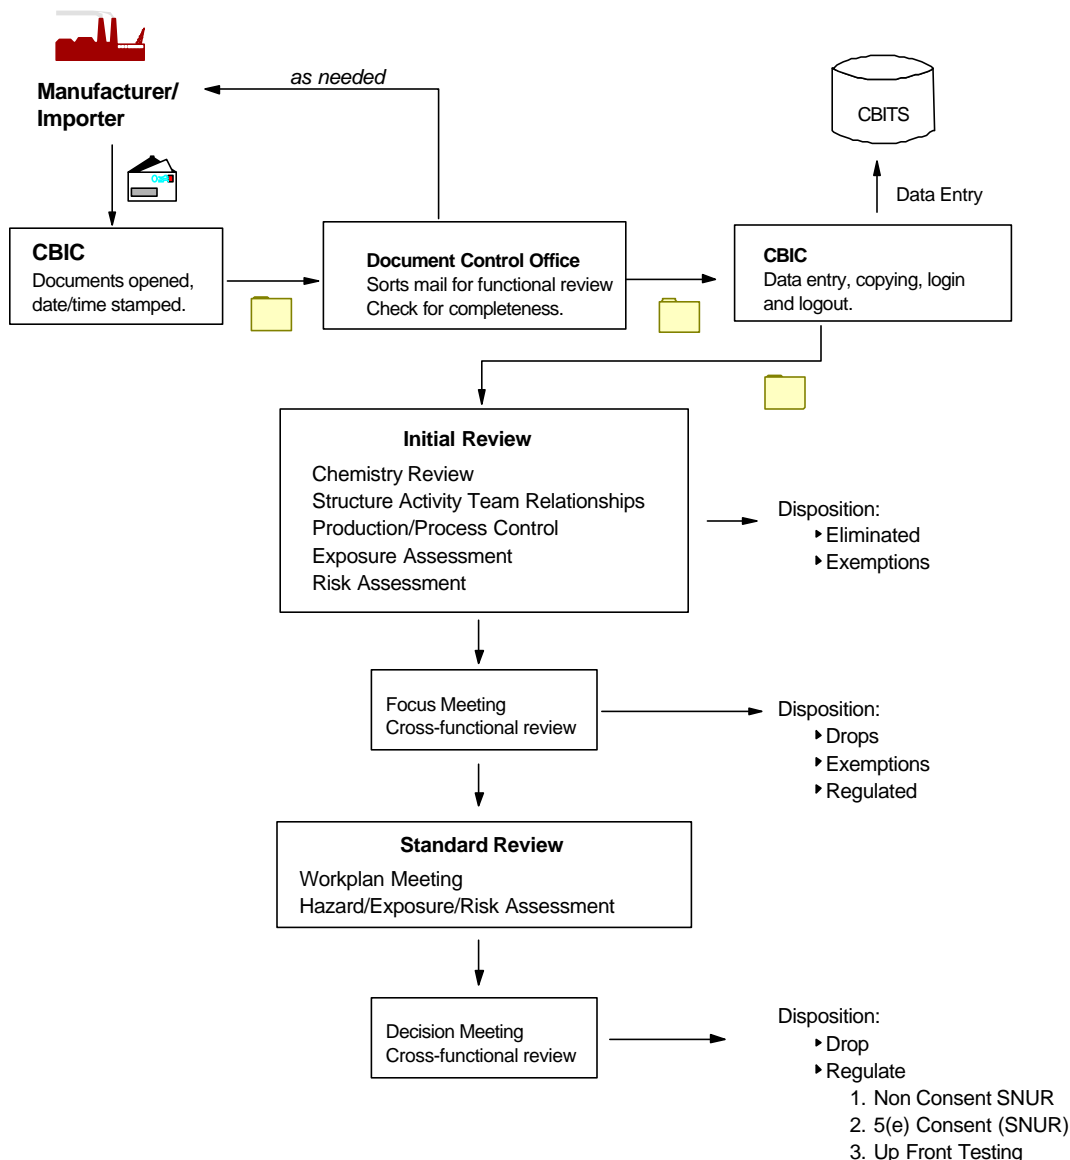 as needed
Manufacturer/
Importer
CBITS
Data Entry
CBIC
Documents opened,
date/time stamped.
Document Control Office
Sorts mail for functional review
Check for completeness.
CBIC
Data entry, copying, login
and logout.
Initial Review
Chemistry Review
Structure Activity Team Relationships
Production/Process Control
Exposure Assessment
Risk Assessment
Disposition:
Eliminated
Exemptions
Focus Meeting
Cross-functional review
Disposition:
Drops
Exemptions
Regulated
Standard Review
Workplan Meeting
Hazard/Exposure/Risk Assessment
Decision Meeting
Cross-functional review
Disposition:
Drop
Regulate
1. Non Consent SNUR
2. 5(e) Consent (SNUR)
3. Up Front Testing